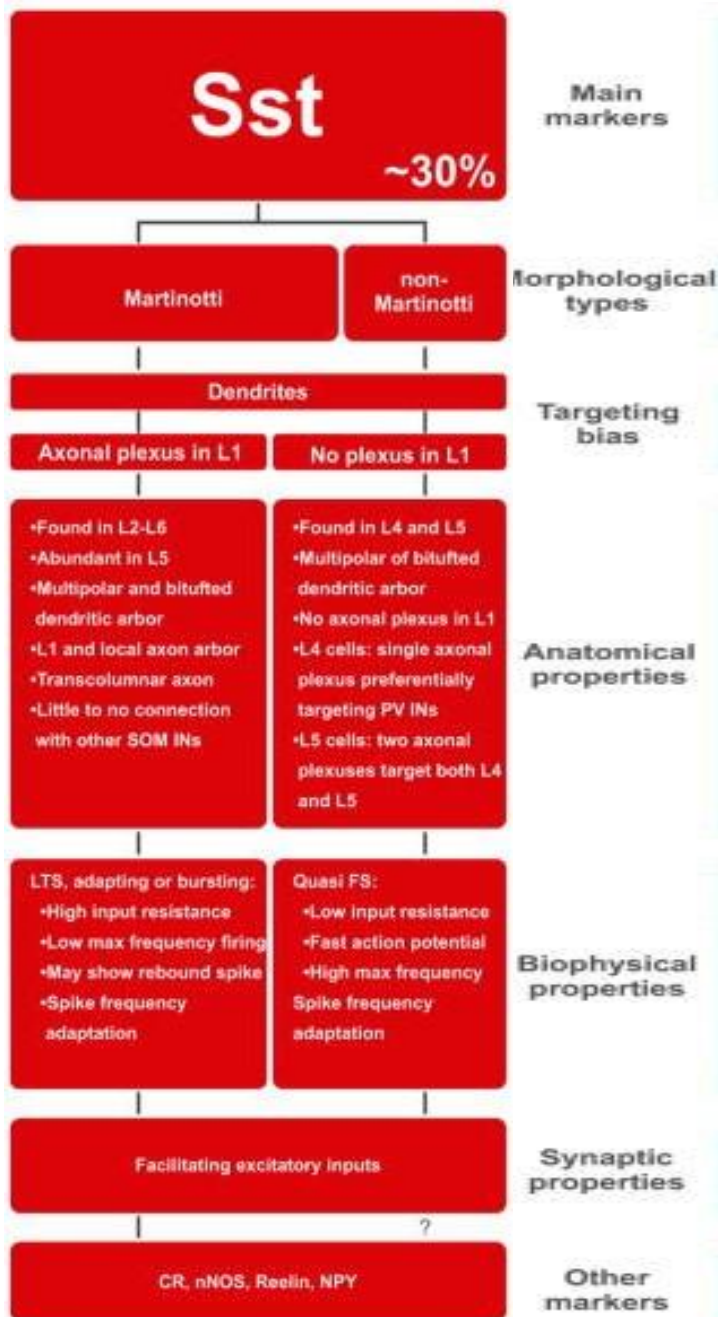 Sst
~30%
Main
markers
Martinotti
non-
Martinotti
Morphological
types
Dendrites
Axonal plexus in L1
No plexus in L1
Targeting
bias
•Found in L2-L6
•Abundant in L5
•Multipolar and bitufted
dendritic arbor
•L1 and local axon arbor
•Transcolumnar axon
•Little to no connection
with other SOM INs
•Found in L4 and L5
•Multipolar of bitufted
dendritic arbor
•No axonal plexus in L1
•L4 cells: single axonal
plexus preferentially
targeting PV INs
•L5 cells: two axonal
plexuses target both L4
and L5
Anatomical
properties
LTS, adapting or bursting:
•High input resistance
•Low max frequency firing
•May show rebound spike
•Spike frequency
adaptation
Quasi FS:
•Low input resistance
•Fast action potential
•High max frequency
Spike frequency
adaptation
Biophysical
properties
Facilitating excitatory inputs
Synaptic
properties
?
CR, nNOS, Reelin, NPY
Other
markers